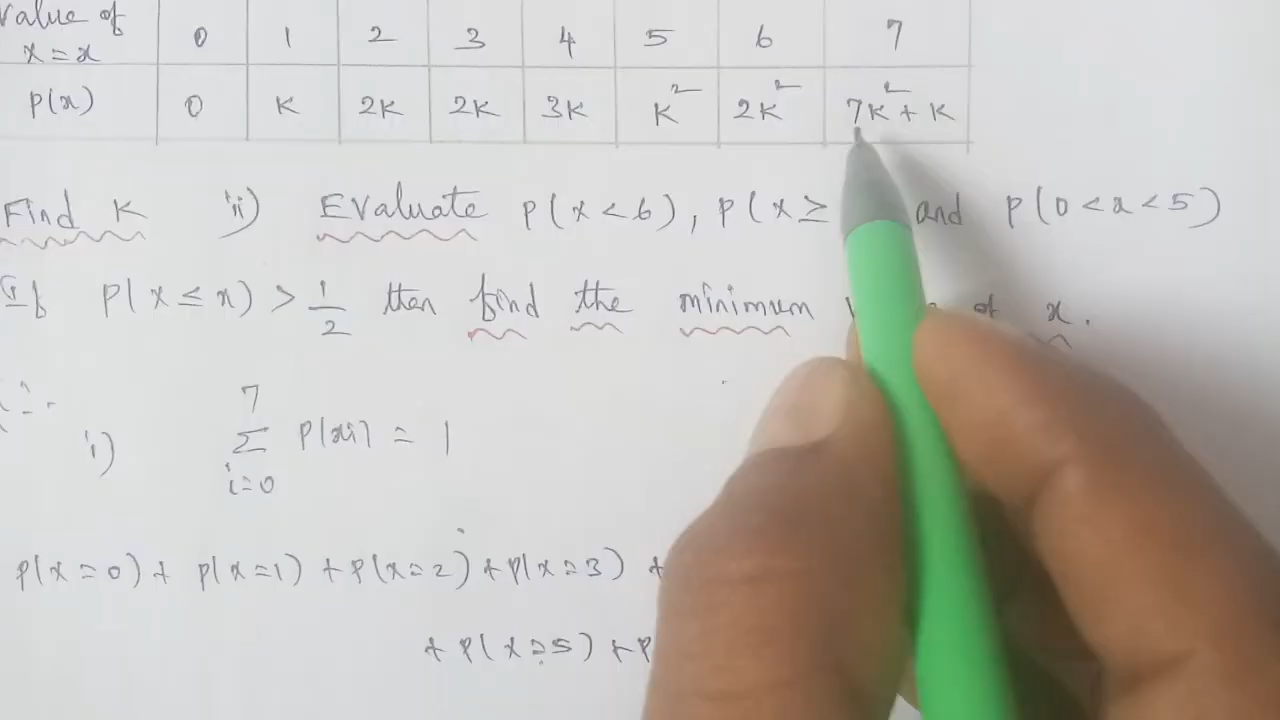 Value of 0 1 2 3 4 5 6 7
x = x
P(x) 0 K 2K 2K 3K K² 2K² 7K² + K
Find K ii) Evaluate P(x < 6), P(x ≥ and P(0 < x < 5)
If P(x ≤ x) > 1/2 then find the minimum of x.
i) 7 Σ i=0 P(xi) = 1
P(x = 0) + P(x = 1) + P(x = 2) + P(x = 3) +
+ P(x = 5) + P